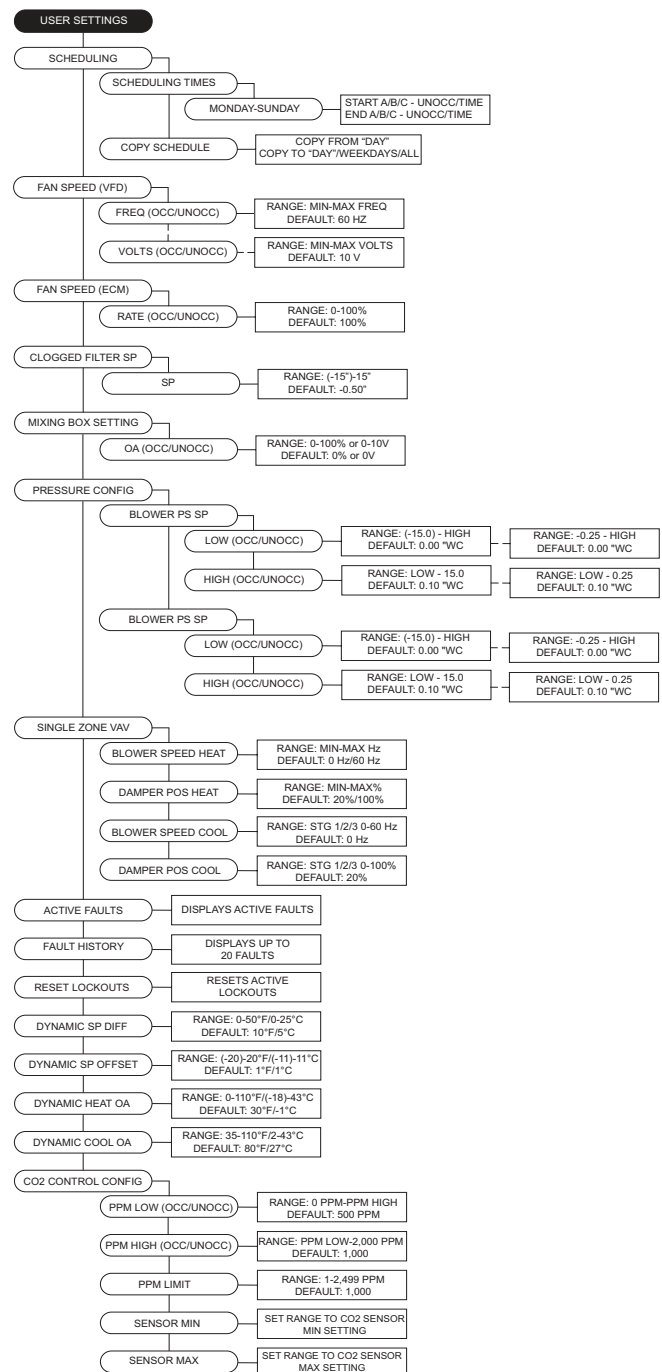 USER SETTINGS
SCHEDULING
SCHEDULING TIMES
MONDAY-SUNDAY
START A/B/C - UNOCC/TIME
END A/B/C - UNOCC/TIME
COPY SCHEDULE
COPY FROM “DAY”
COPY TO “DAY”/WEEKDAYS/ALL
FAN SPEED (VFD)
FREQ (OCC/UNOCC)
RANGE: MIN-MAX FREQ
DEFAULT: 60 HZ
VOLTS (OCC/UNOCC)
RANGE: MIN-MAX VOLTS
DEFAULT: 10 V
FAN SPEED (ECM)
RATE (OCC/UNOCC)
RANGE: 0-100%
DEFAULT: 100%
CLOGGED FILTER SP
SP
RANGE: (-15”)-15”
DEFAULT: -0.50”
MIXING BOX SETTING
OA (OCC/UNOCC)
RANGE: 0-100% or 0-10V
DEFAULT: 0% or 0V
PRESSURE CONFIG
BLOWER PS SP
LOW (OCC/UNOCC)
RANGE: (-15.0) - HIGH
DEFAULT: 0.00 "WC
RANGE: -0.25 - HIGH
DEFAULT: 0.00 "WC
HIGH (OCC/UNOCC)
RANGE: LOW - 15.0
DEFAULT: 0.10 "WC
RANGE: LOW - 0.25
DEFAULT: 0.10 "WC
BLOWER PS SP
LOW (OCC/UNOCC)
RANGE: (-15.0) - HIGH
DEFAULT: 0.00 "WC
RANGE: -0.25 - HIGH
DEFAULT: 0.00 "WC
HIGH (OCC/UNOCC)
RANGE: LOW - 15.0
DEFAULT: 0.10 "WC
RANGE: LOW - 0.25
DEFAULT: 0.10 "WC
SINGLE ZONE VAV
BLOWER SPEED HEAT
RANGE: MIN-MAX Hz
DEFAULT: 0 Hz/60 Hz
DAMPER POS HEAT
RANGE: MIN-MAX%
DEFAULT: 20%/100%
BLOWER SPEED COOL
RANGE: STG 1/2/3 0-60 Hz
DEFAULT: 0 Hz
DAMPER POS COOL
RANGE: STG 1/2/3 0-100%
DEFAULT: 20%
ACTIVE FAULTS
DISPLAYS ACTIVE FAULTS
FAULT HISTORY
DISPLAYS UP TO
20 FAULTS
RESET LOCKOUTS
RESETS ACTIVE
LOCKOUTS
DYNAMIC SP DIFF
RANGE: 0-50°F/0-25°C
DEFAULT: 10°F/5°C
DYNAMIC SP OFFSET
RANGE: (-20)-20°F/(-11)-11°C
DEFAULT: 1°F/1°C
DYNAMIC HEAT OA
RANGE: 0-110°F/(-18)-43°C
DEFAULT: 30°F/-1°C
DYNAMIC COOL OA
RANGE: 35-110°F/2-43°C
DEFAULT: 80°F/27°C
CO2 CONTROL CONFIG
PPM LOW (OCC/UNOCC)
RANGE: 0 PPM-PPM HIGH
DEFAULT: 500 PPM
PPM HIGH (OCC/UNOCC)
RANGE: PPM LOW-2,000 PPM
DEFAULT: 1,000
PPM LIMIT
RANGE: 1-2,499 PPM
DEFAULT: 1,000
SENSOR MIN
SET RANGE TO CO2 SENSOR
MIN SETTING
SENSOR MAX
SET RANGE TO CO2 SENSOR
MAX SETTING